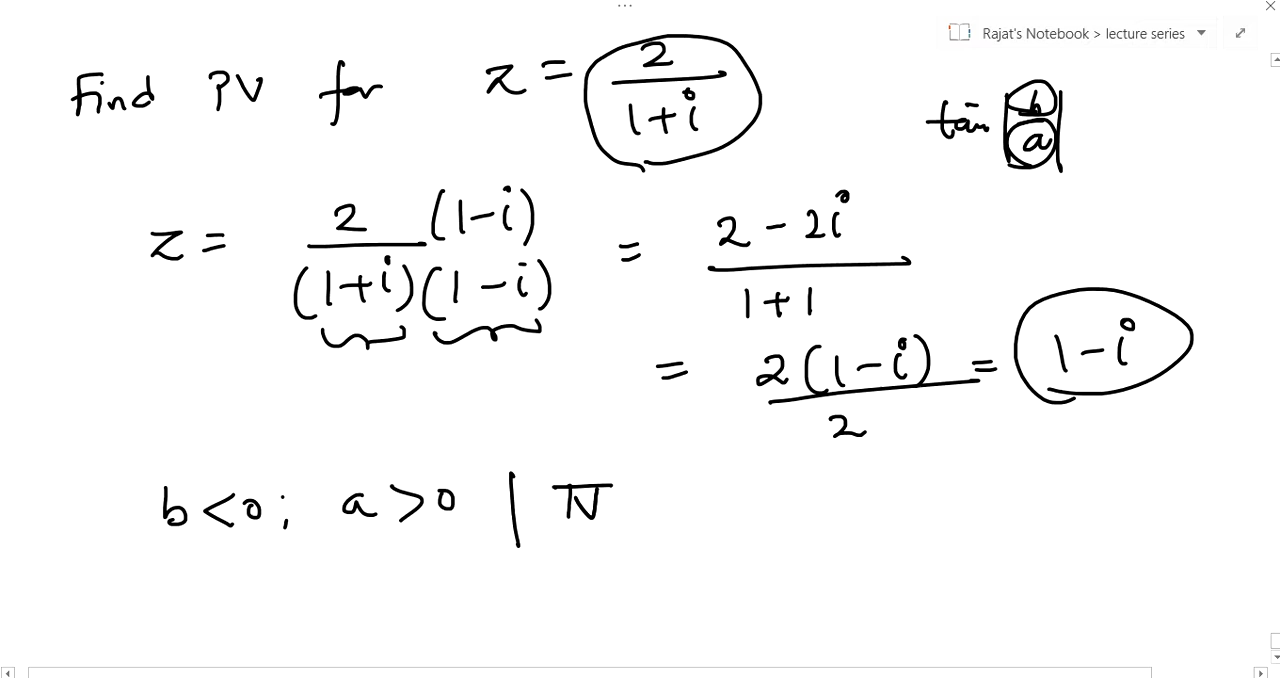 Rajat's Notebook > lecture series
Find PV for z = 2/(1+i)
tan⁻¹ |b/a|
z = 2(1-i)/((1+i)(1-i)) = (2-2i)/(1+1)
= 2(1-i)/2 = 1-i
b<0; a>0 | IV